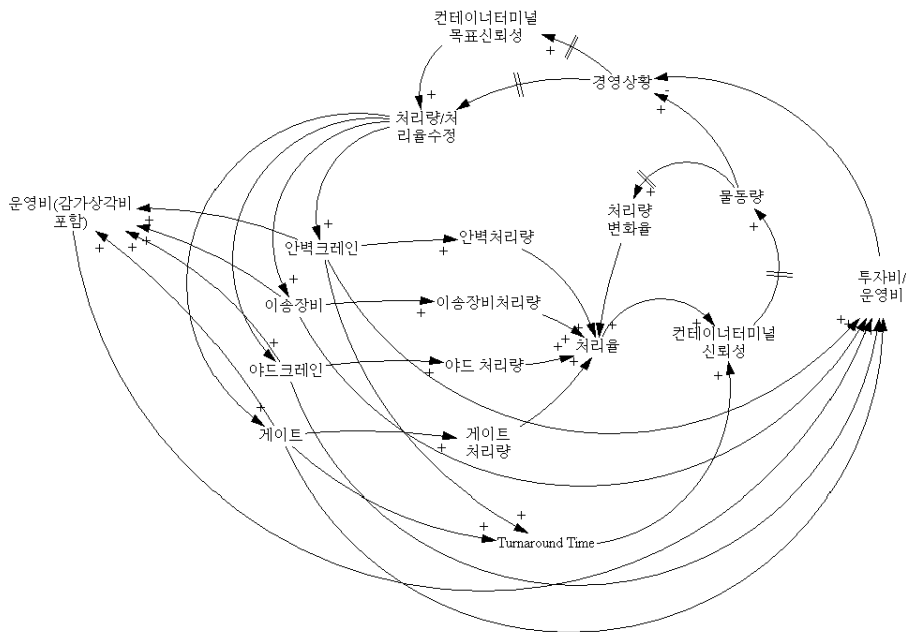 컨테이너터미널
목표신뢰성
경영상황
처리량/처
리율수정
운영비(감가상각비
포함)
처리량
변화율
물동량
안벽크레인
안벽처리량
투자비/
운영비
이송장비
이송장비처리량
처리율
컨테이너터미널
신뢰성
야드크레인
야드 처리량
게이트
게이트
처리량
Turnaround Time